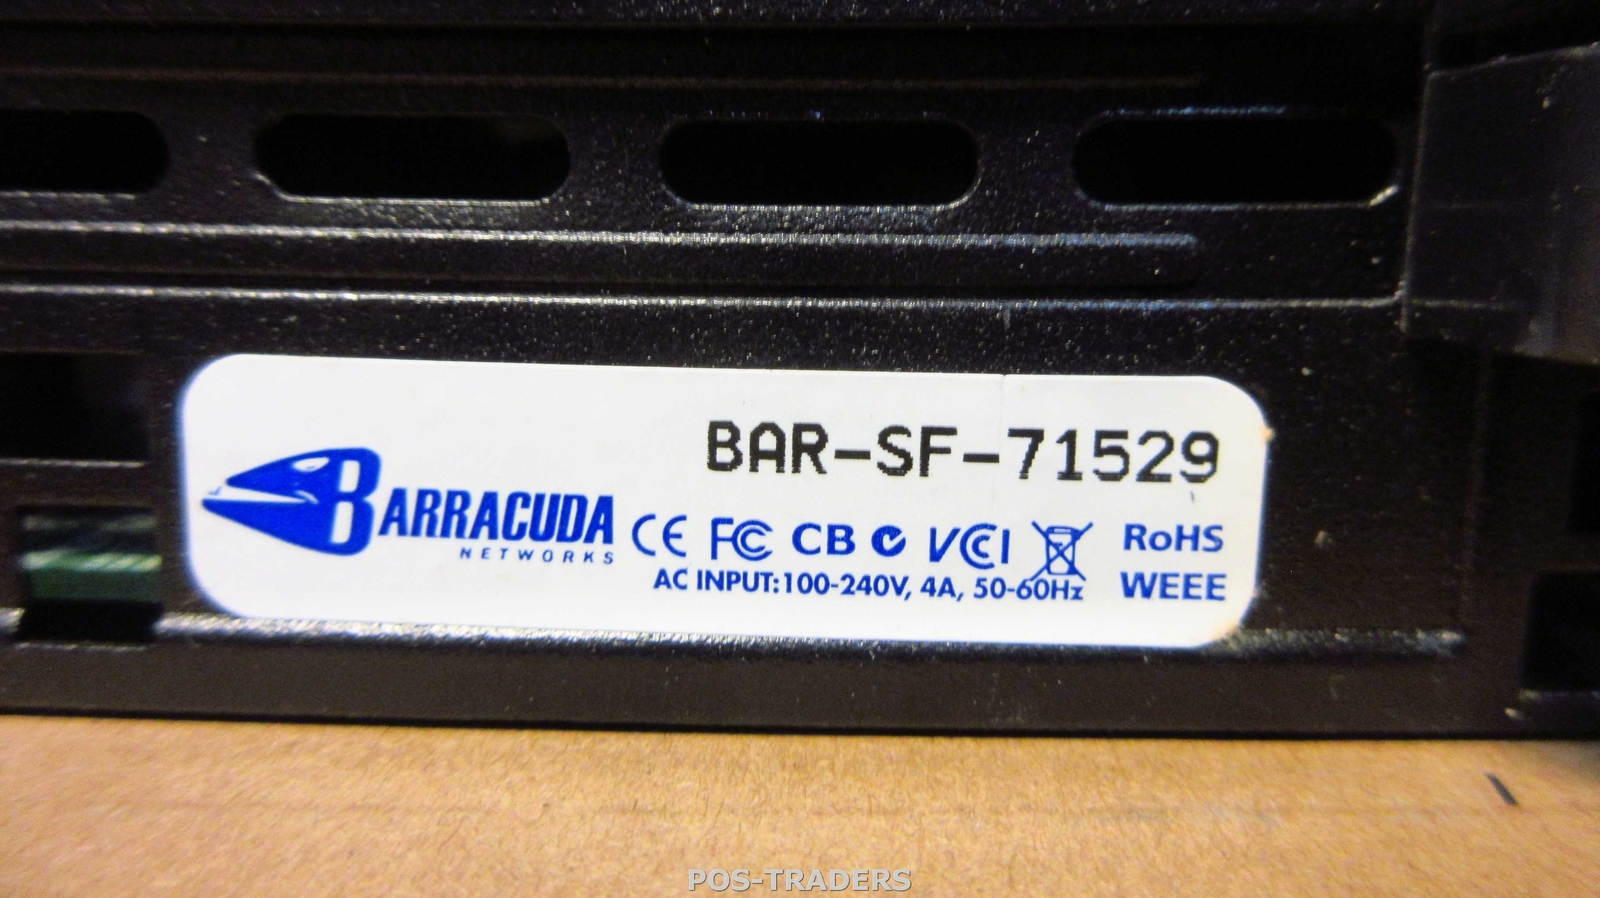 BAR-SF-71529
BARRACUDA
NETWORKS
CE FC CB VCCI RoHS
AC INPUT:100-240V, 4A, 50-60Hz WEEE
POS-TRADERS